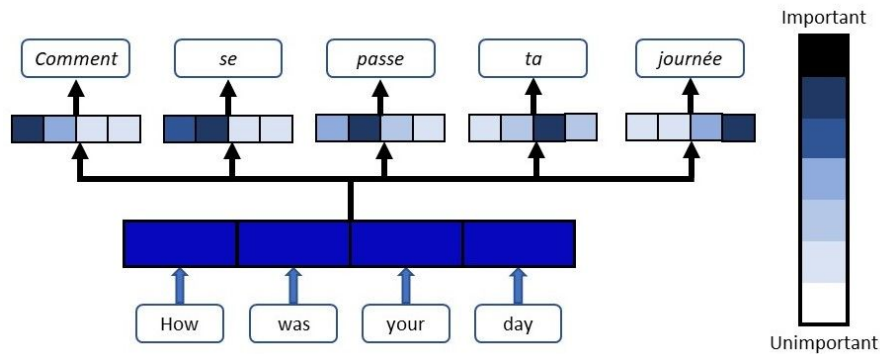 Important
Comment
se
passe
ta
journée
How
was
your
day
Unimportant